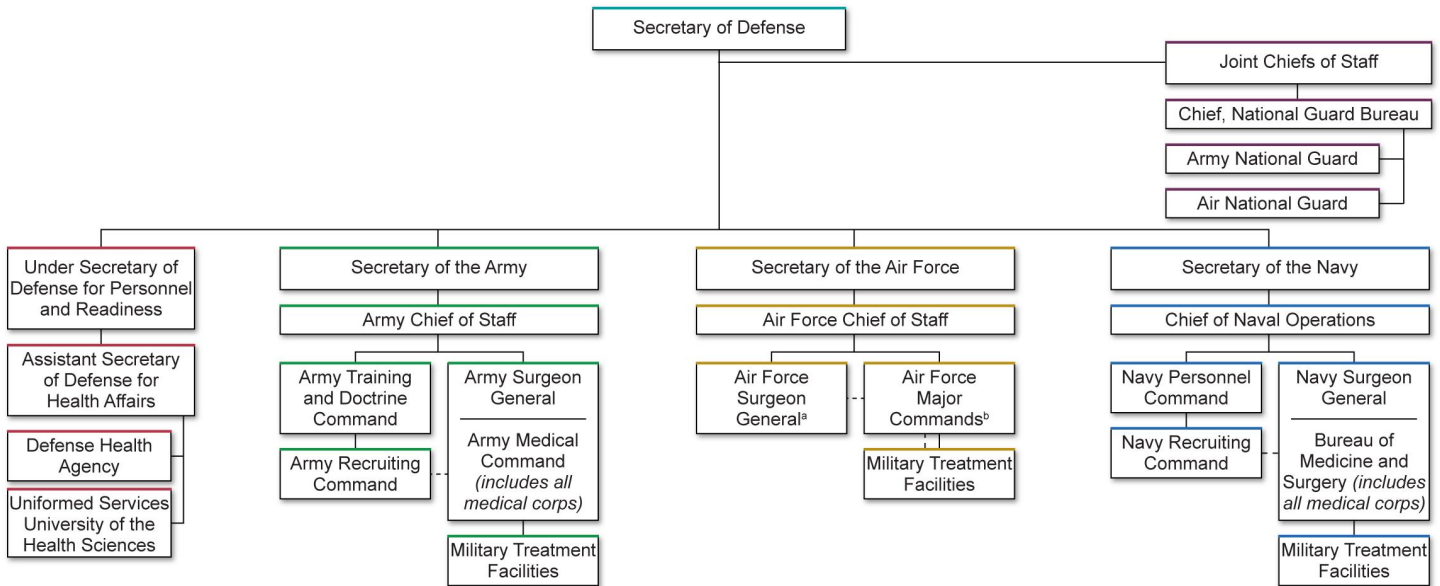 Secretary of Defense
Joint Chiefs of Staff
Chief, National Guard Bureau
Army National Guard
Air National Guard
Under Secretary of
Defense for Personnel
and Readiness
Assistant Secretary
of Defense for
Health Affairs
Defense Health
Agency
Uniformed Services
University of the
Health Sciences
Secretary of the Army
Army Chief of Staff
Army Training
and Doctrine
Command
Army Recruiting
Command
Army Surgeon
General
Army Medical
Command
(includes all
medical corps)
Military Treatment
Facilities
Secretary of the Air Force
Air Force Chief of Staff
Air Force
Surgeon
Generalᵃ
Air Force
Major
Commandsᵇ
Military Treatment
Facilities
Secretary of the Navy
Chief of Naval Operations
Navy Personnel
Command
Navy Recruiting
Command
Navy Surgeon
General
Bureau of
Medicine and
Surgery (includes
all medical corps)
Military Treatment
Facilities